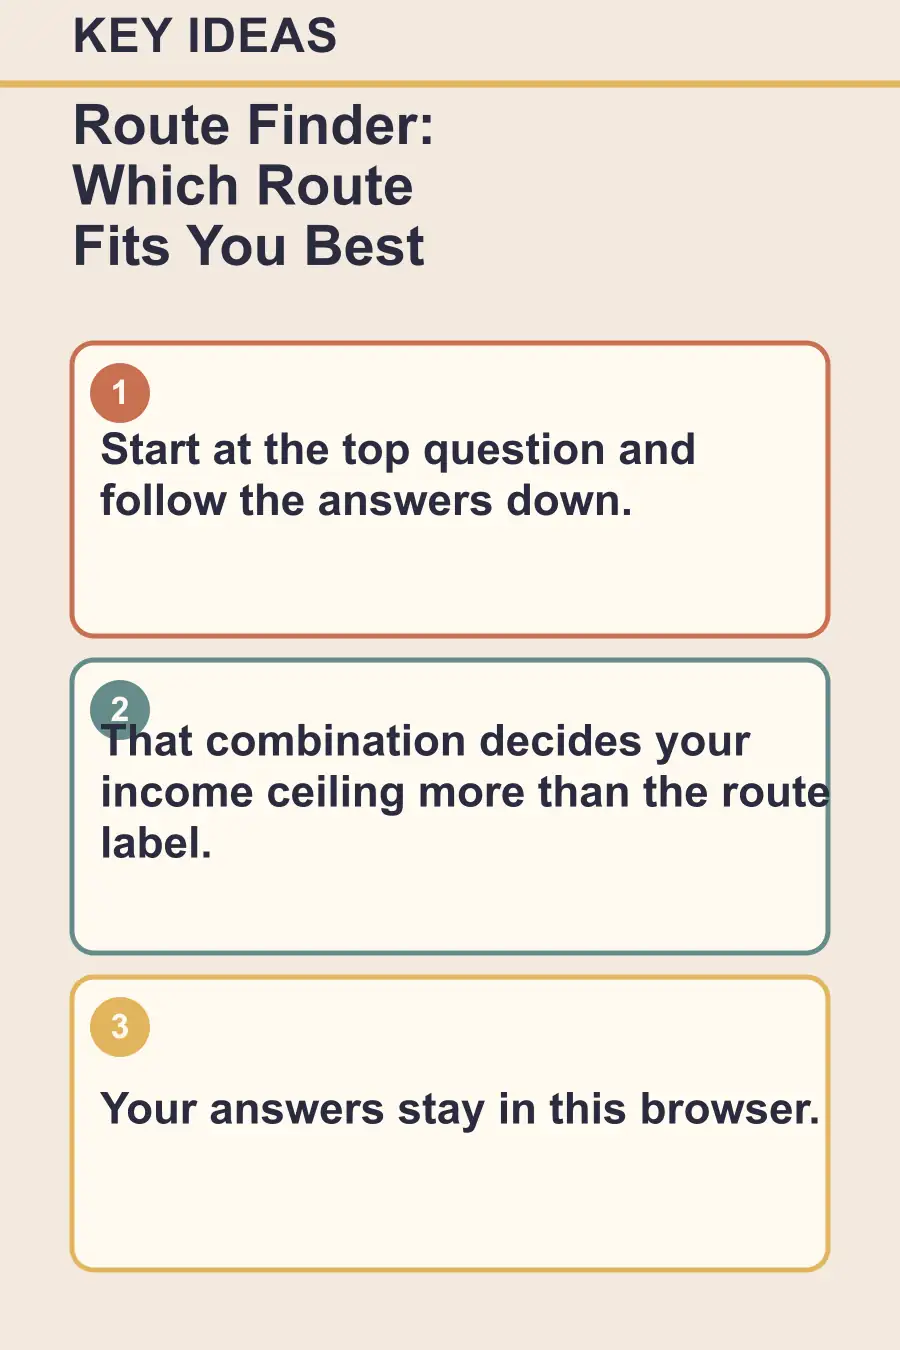 KEY IDEAS
Route Finder:
Which Route
Fits You Best
1
Start at the top question and
follow the answers down.
2
That combination decides your
income ceiling more than the route
label.
3
Your answers stay in this browser.